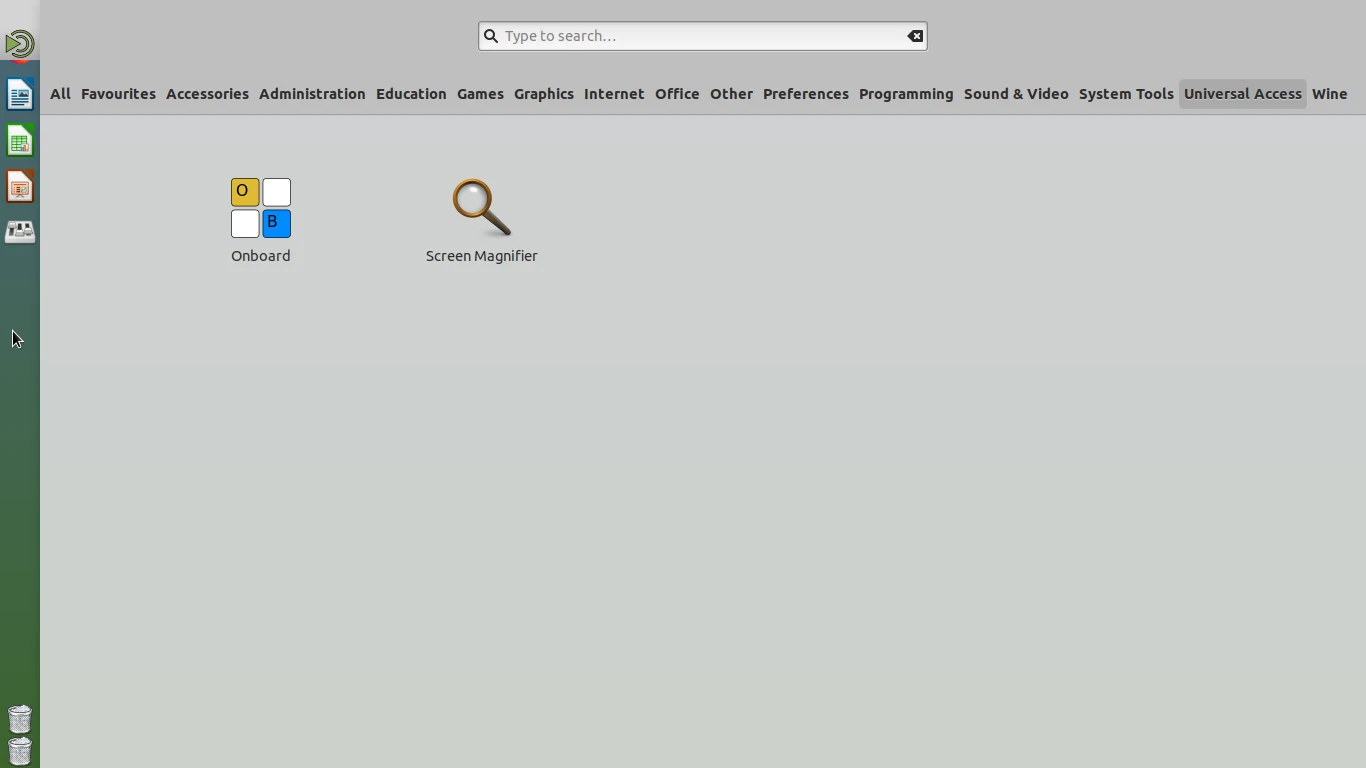 Type to search...
All Favourites Accessories Administration Education Games Graphics Internet Office Other Preferences Programming Sound & Video System Tools Universal Access Wine
O
B
Onboard Screen Magnifier